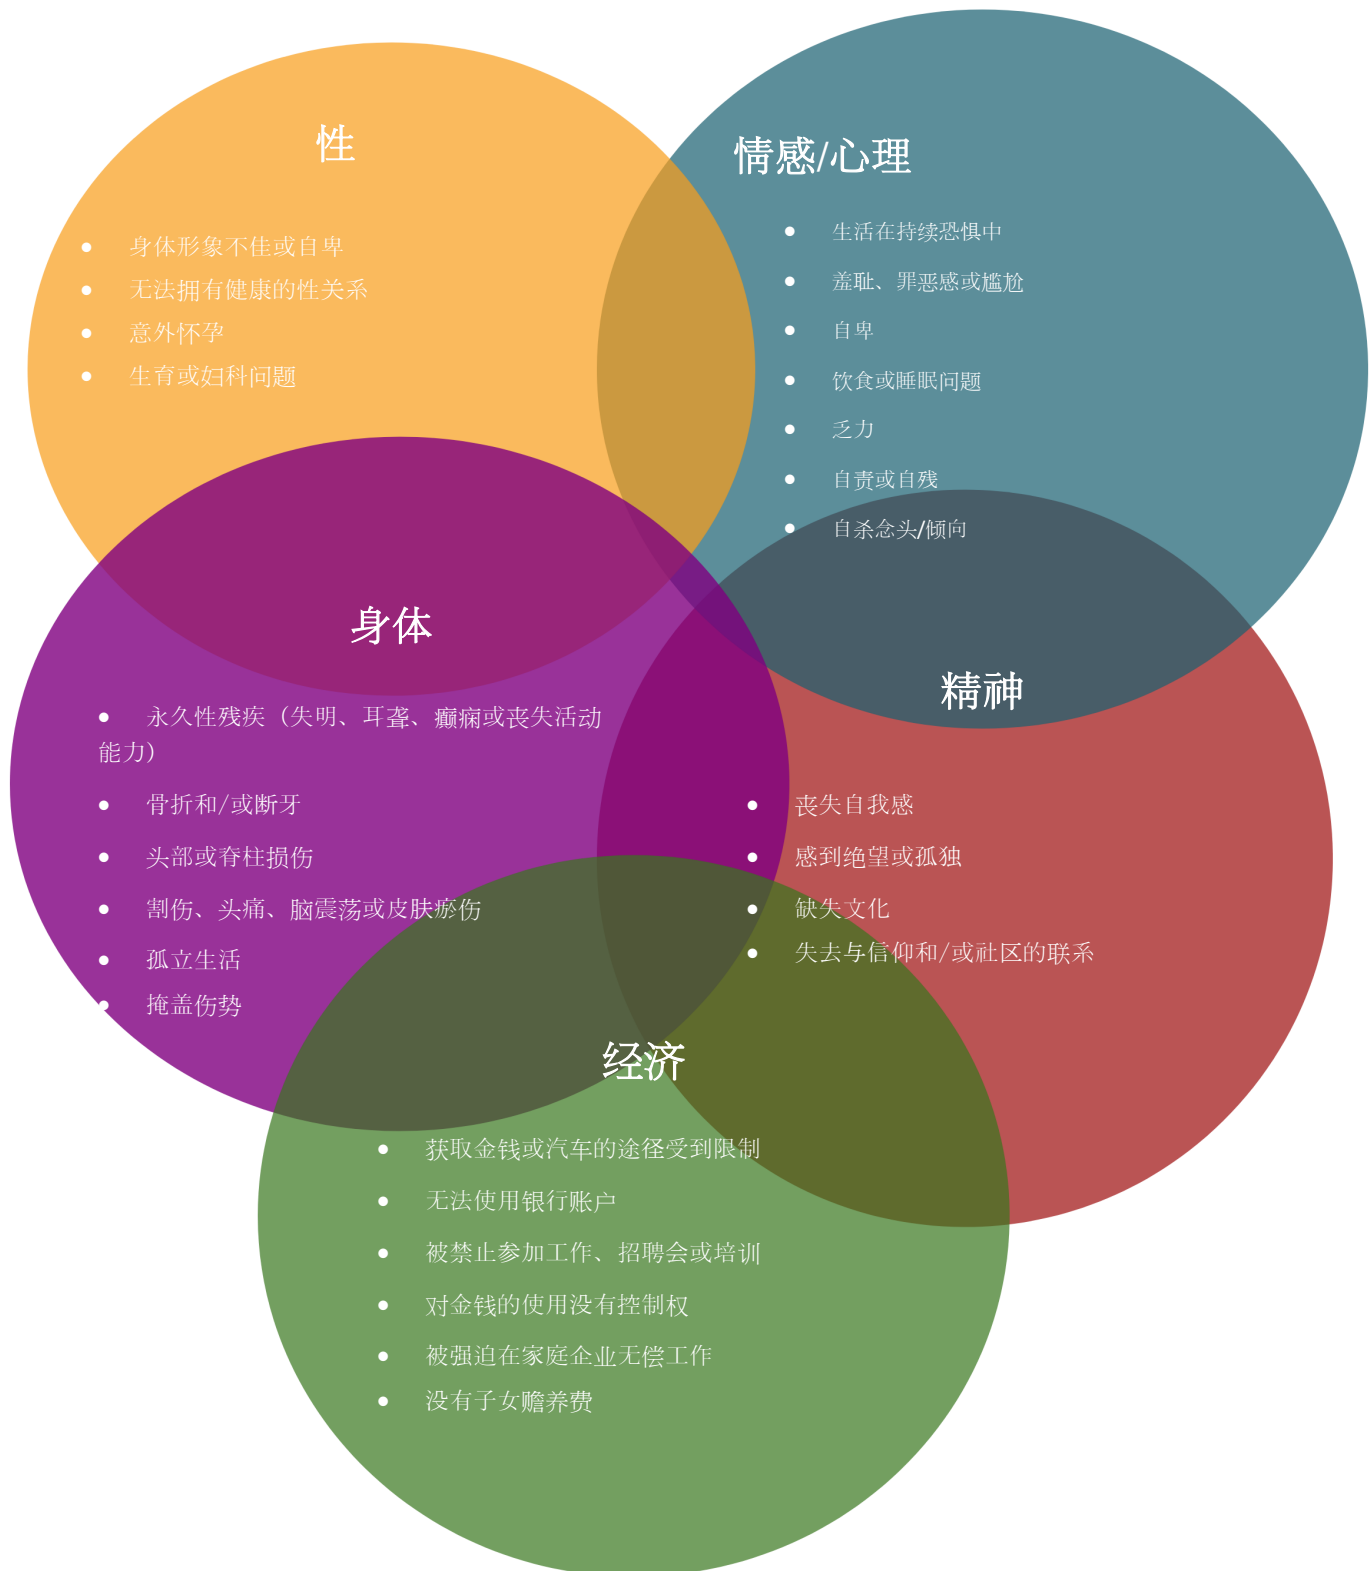 性
• 身体形象不佳或自卑
• 无法拥有健康的性关系
• 意外怀孕
• 生育或妇科问题
情感/心理
• 生活在持续恐惧中
• 羞耻、罪恶感或尴尬
• 自卑
• 饮食或睡眠问题
• 乏力
• 自责或自残
• 自杀念头/倾向
身体
• 永久性残疾（失明、耳聋、癫痫或丧失活动
能力）
• 骨折和/或断牙
• 头部或脊柱损伤
• 割伤、头痛、脑震荡或皮肤瘀伤
• 孤立生活
• 掩盖伤势
精神
• 丧失自我感
• 感到绝望或孤独
• 缺失文化
• 失去与信仰和/或社区的联系
经济
• 获取金钱或汽车的途径受到限制
• 无法使用银行账户
• 被禁止参加工作、招聘会或培训
• 对金钱的使用没有控制权
• 被强迫在家庭企业无偿工作
• 没有子女赡养费